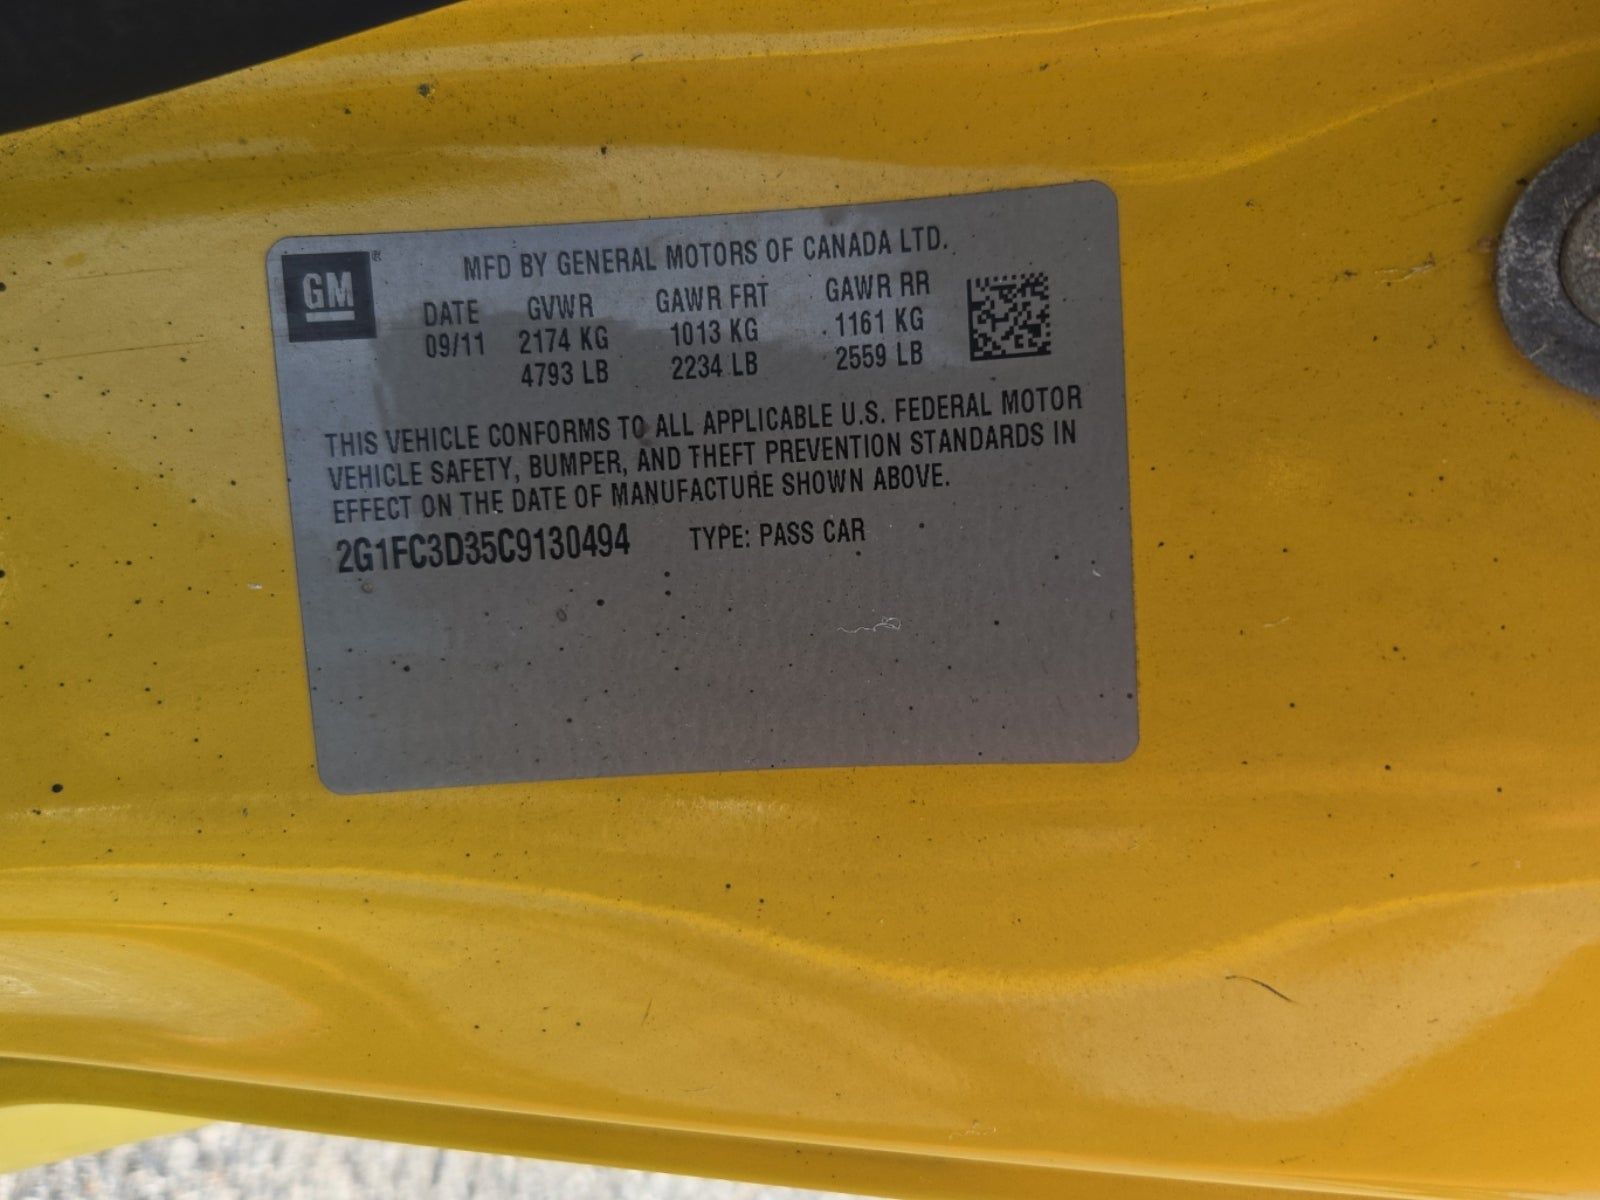 GM®
MFD BY GENERAL MOTORS OF CANADA LTD.
DATE GVWR GAWR FRT GAWR RR
09/11 2174 KG 1013 KG 1161 KG
4793 LB 2234 LB 2559 LB
THIS VEHICLE CONFORMS TO ALL APPLICABLE U.S. FEDERAL MOTOR
VEHICLE SAFETY, BUMPER, AND THEFT PREVENTION STANDARDS IN
EFFECT ON THE DATE OF MANUFACTURE SHOWN ABOVE.
2G1FC3D35C9130494 TYPE: PASS CAR